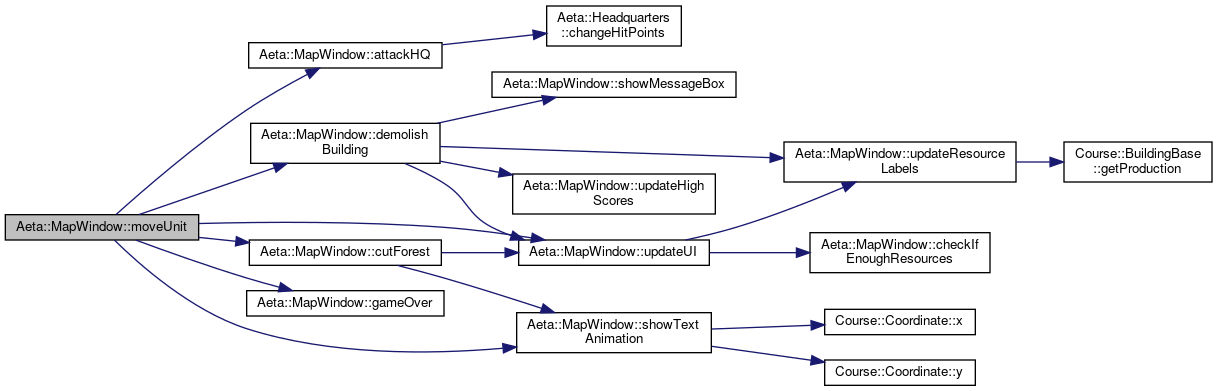 Aeta::MapWindow::moveUnit
Aeta::MapWindow::attackHQ
Aeta::MapWindow::demolish
Building
Aeta::MapWindow::cutForest
Aeta::MapWindow::gameOver
Aeta::Headquarters
::changeHitPoints
Aeta::MapWindow::showMessageBox
Aeta::MapWindow::updateHigh
Scores
Aeta::MapWindow::updateUI
Aeta::MapWindow::showText
Animation
Aeta::MapWindow::updateResource
Labels
Aeta::MapWindow::checkIf
EnoughResources
Course::Coordinate::x
Course::Coordinate::y
Course::BuildingBase
::getProduction